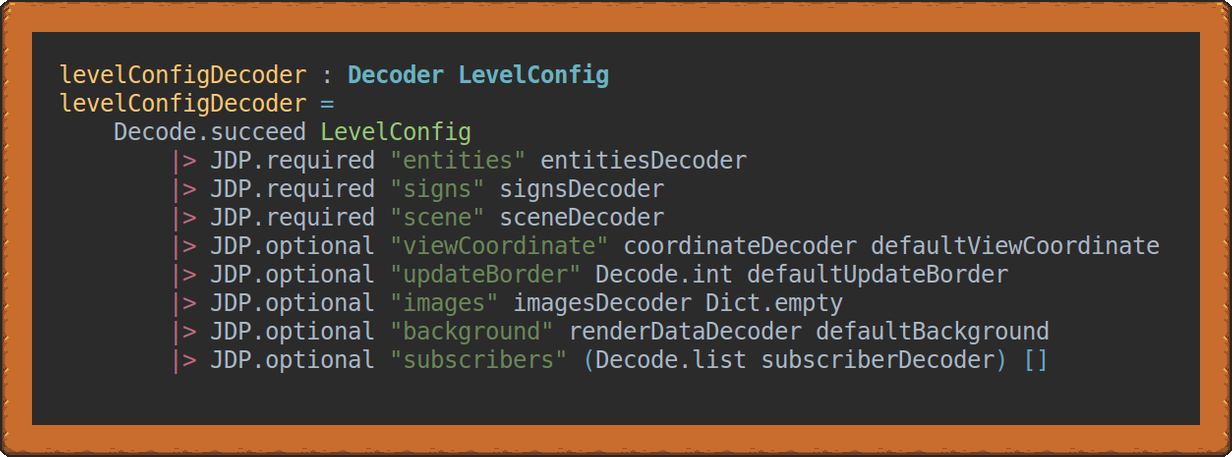 levelConfigDecoder : Decoder LevelConfig
levelConfigDecoder =
    Decode.succeed LevelConfig
        |> JDP.required "entities" entitiesDecoder
        |> JDP.required "signs" signsDecoder
        |> JDP.required "scene" sceneDecoder
        |> JDP.optional "viewCoordinate" coordinateDecoder defaultViewCoordinate
        |> JDP.optional "updateBorder" Decode.int defaultUpdateBorder
        |> JDP.optional "images" imagesDecoder Dict.empty
        |> JDP.optional "background" renderDataDecoder defaultBackground
        |> JDP.optional "subscribers" (Decode.list subscriberDecoder) []